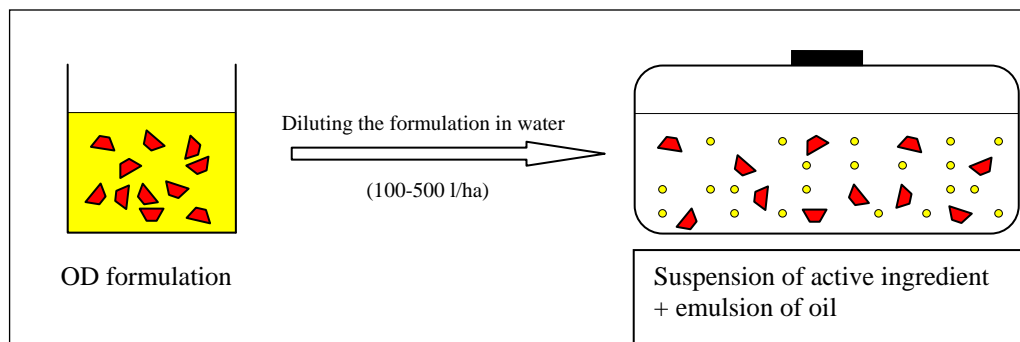 Diluting the formulation in water
(100-500 l/ha)
OD formulation
Suspension of active ingredient
+ emulsion of oil